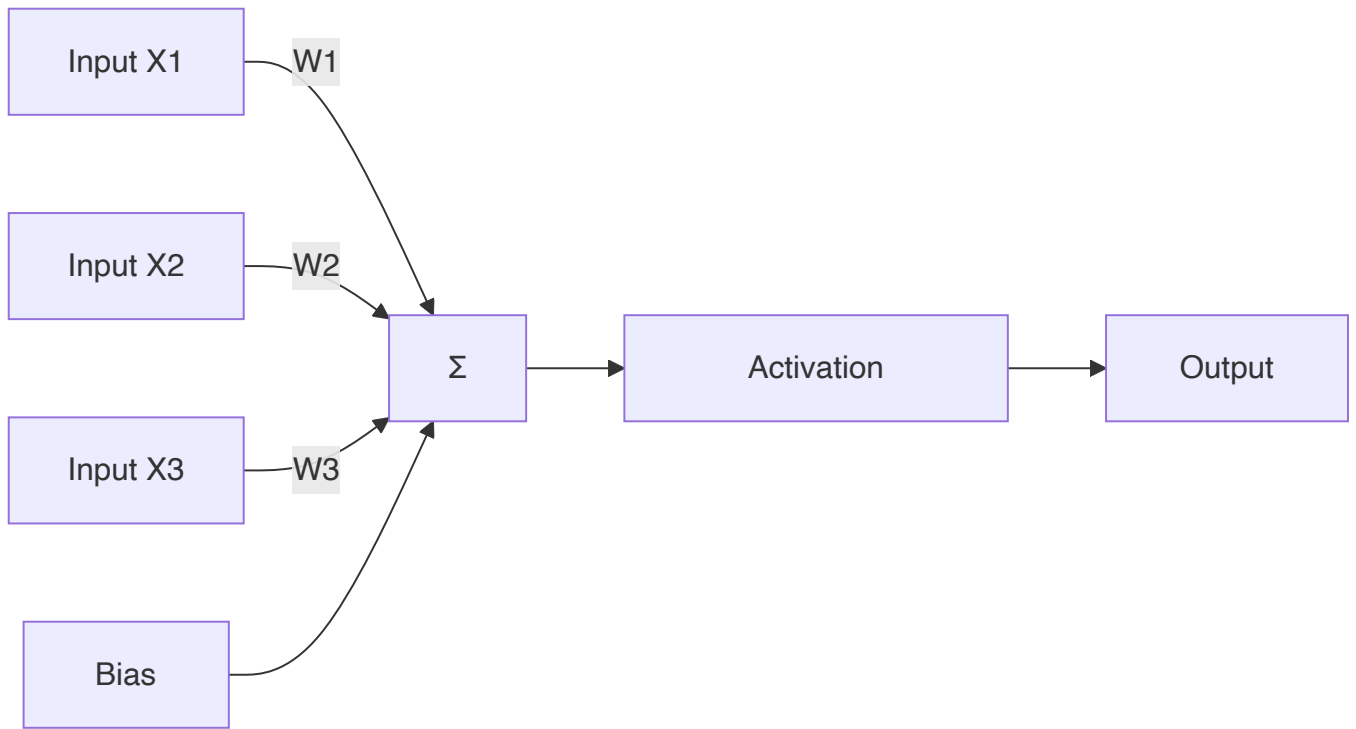 Input X1
W1
Input X2
W2
Σ
Activation
Output
Input X3
W3
Bias